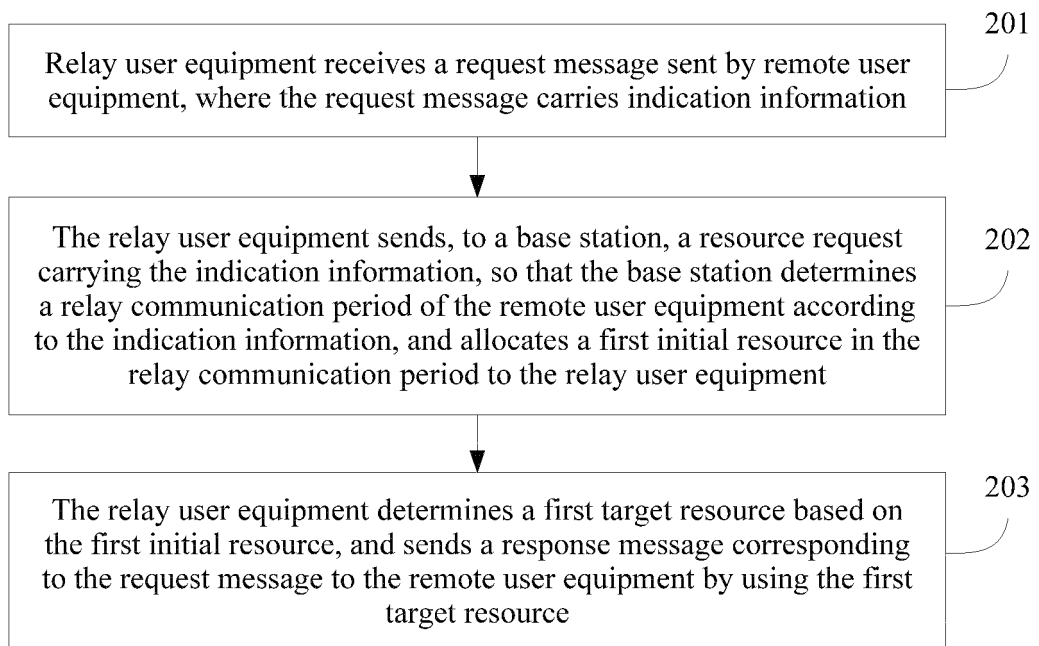 201
Relay user equipment receives a request message sent by remote user
equipment, where the request message carries indication information
202
The relay user equipment sends, to a base station, a resource request
carrying the indication information, so that the base station determines
a relay communication period of the remote user equipment according
to the indication information, and allocates a first initial resource in the
relay communication period to the relay user equipment
203
The relay user equipment determines a first target resource based on
the first initial resource, and sends a response message corresponding
to the request message to the remote user equipment by using the first
target resource